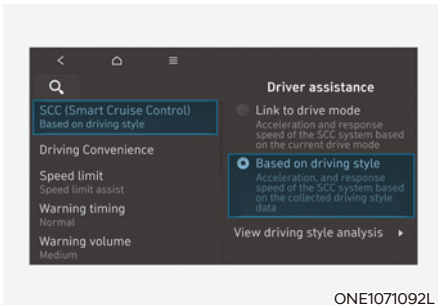 SCC (Smart Cruise Control)
Based on driving style
Driving Convenience
Speed limit
Speed limit assist
Warning timing
Normal
Warning volume
Medium
Driver assistance
Link to drive mode
Acceleration and response
speed of the SCC system based
on the current drive mode
Based on driving style
Acceleration, and response
speed of the SCC system based
on the collected driving style
data
View driving style analysis
ONE1071092L